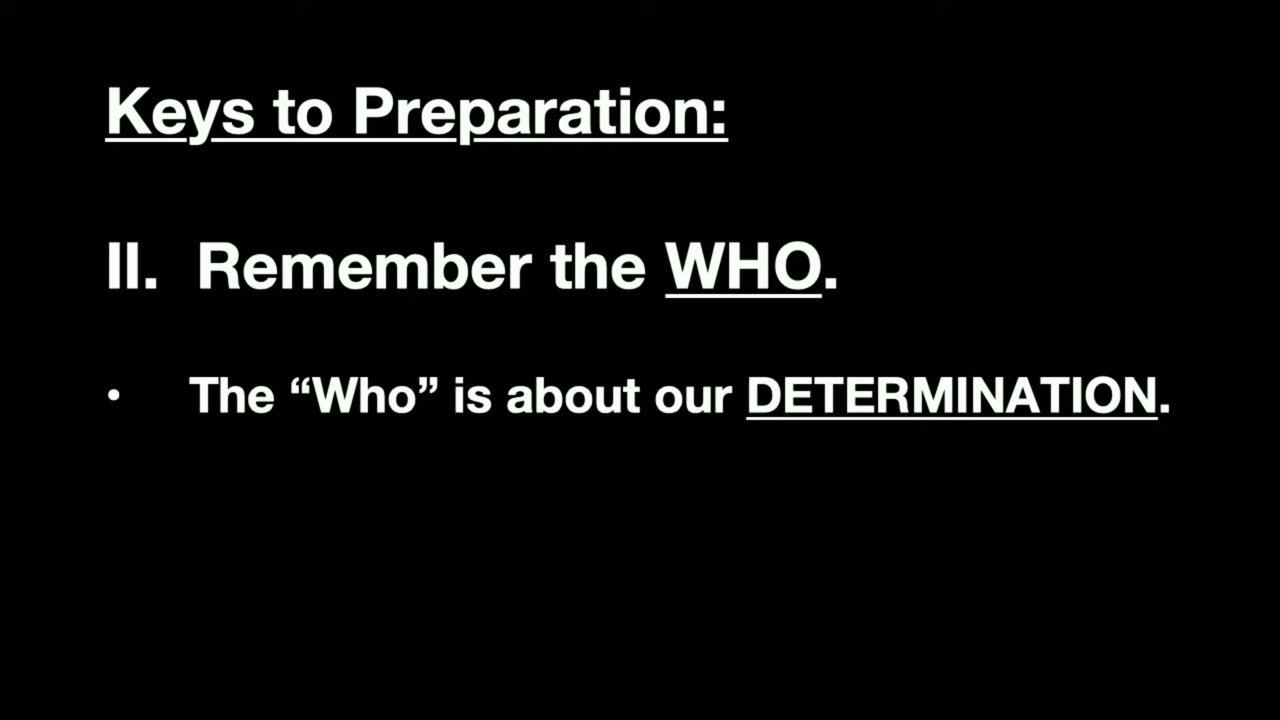 Keys to Preparation:
II. Remember the WHO.
• The “Who” is about our DETERMINATION.